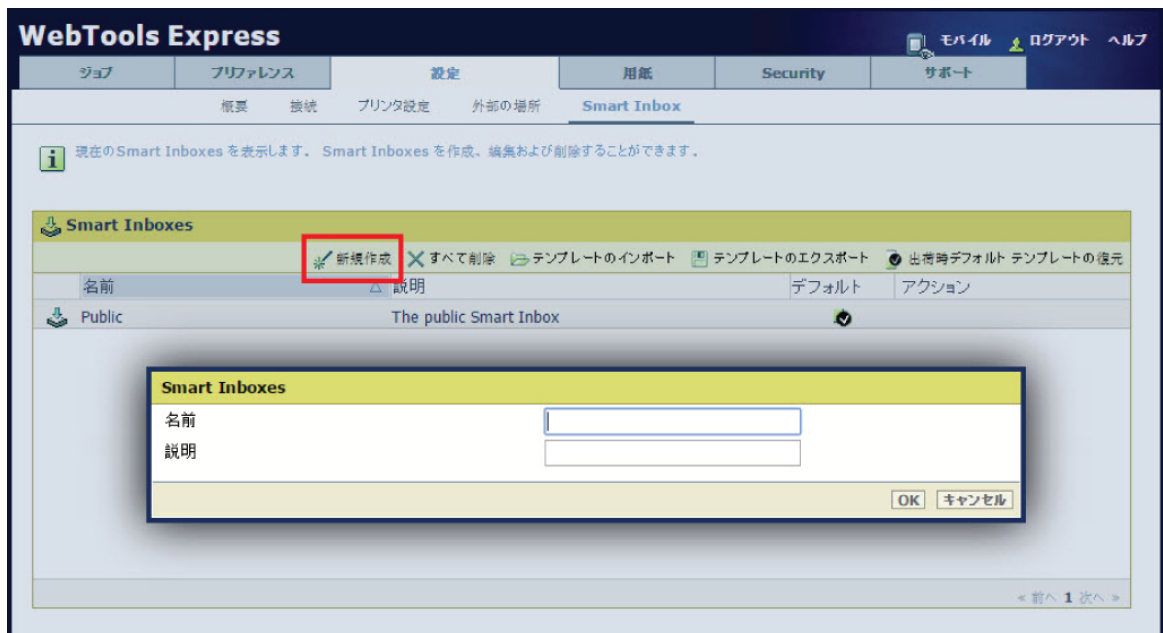 WebTools Express
モバイル ログアウト ヘルプ
ジョブ プリファレンス 設定 用紙 Security サポート
概要 接続 プリンタ設定 外部の場所 Smart Inbox
現在のSmart Inboxes を表示します。 Smart Inboxes を作成、編集および削除することができます。
Smart Inboxes
新規作成 すべて削除 テンプレートのインポート テンプレートのエクスポート 出荷時デフォルト テンプレートの復元
名前 説明 デフォルト アクション
Public The public Smart Inbox
Smart Inboxes
名前
説明
OK キャンセル
« 前へ 1 次へ »